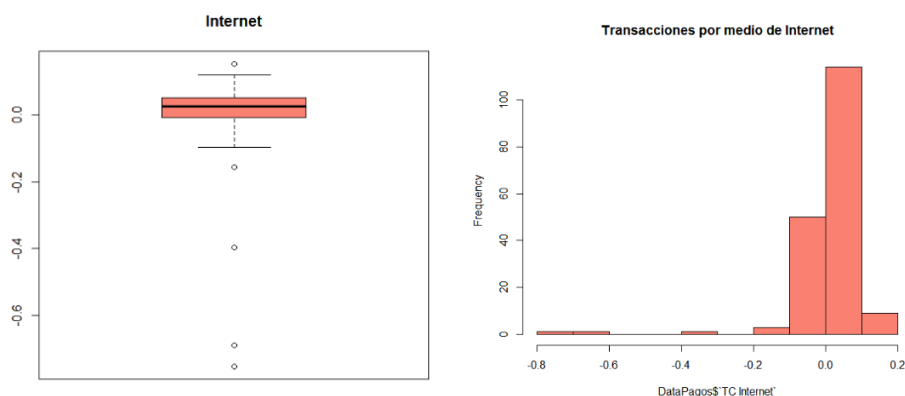 Internet
0.0
-0.2
-0.4
-0.6
Transacciones por medio de Internet
Frequency
100
80
60
40
20
0
-0.8 -0.6 -0.4 -0.2 0.0 0.2
DataPagos$`TC Internet`